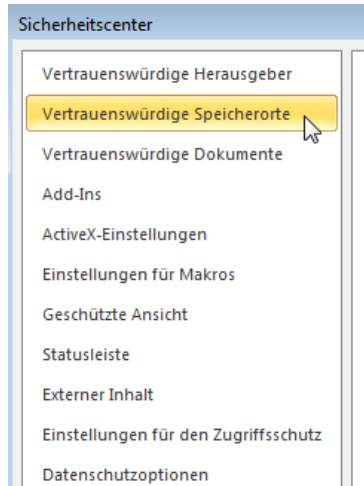 Sicherheitscenter
Vertrauenswürdige Herausgeber
Vertrauenswürdige Speicherorte
Vertrauenswürdige Dokumente
Add-Ins
ActiveX-Einstellungen
Einstellungen für Makros
Geschützte Ansicht
Statusleiste
Externer Inhalt
Einstellungen für den Zugriffsschutz
Datenschutzoptionen